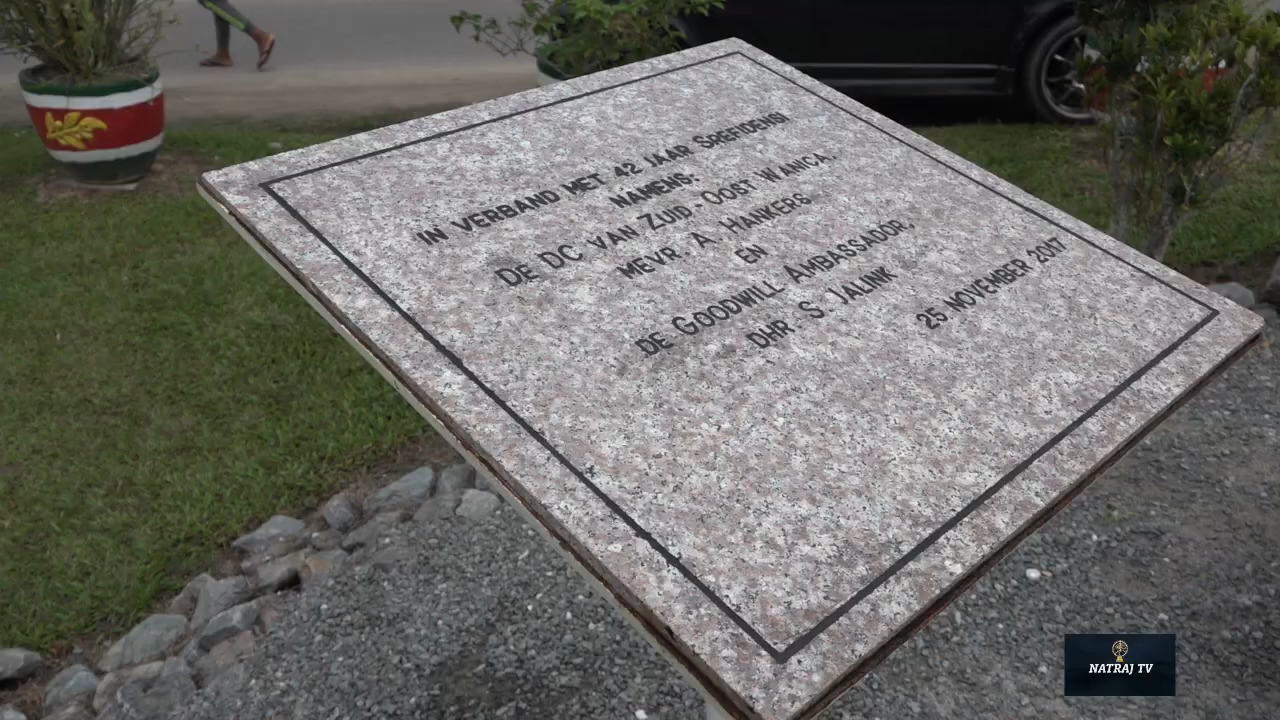 IN VERBAND MET 42 JAAR SREFIDENSI
NAMENS:
DE DC VAN ZUID - OOST WANICA,
MEVR. A. HANKERS
EN
DE GOODWILL AMBASSADOR,
DHR. S. JALINK
25 NOVEMBER 2017
NATRAJ TV